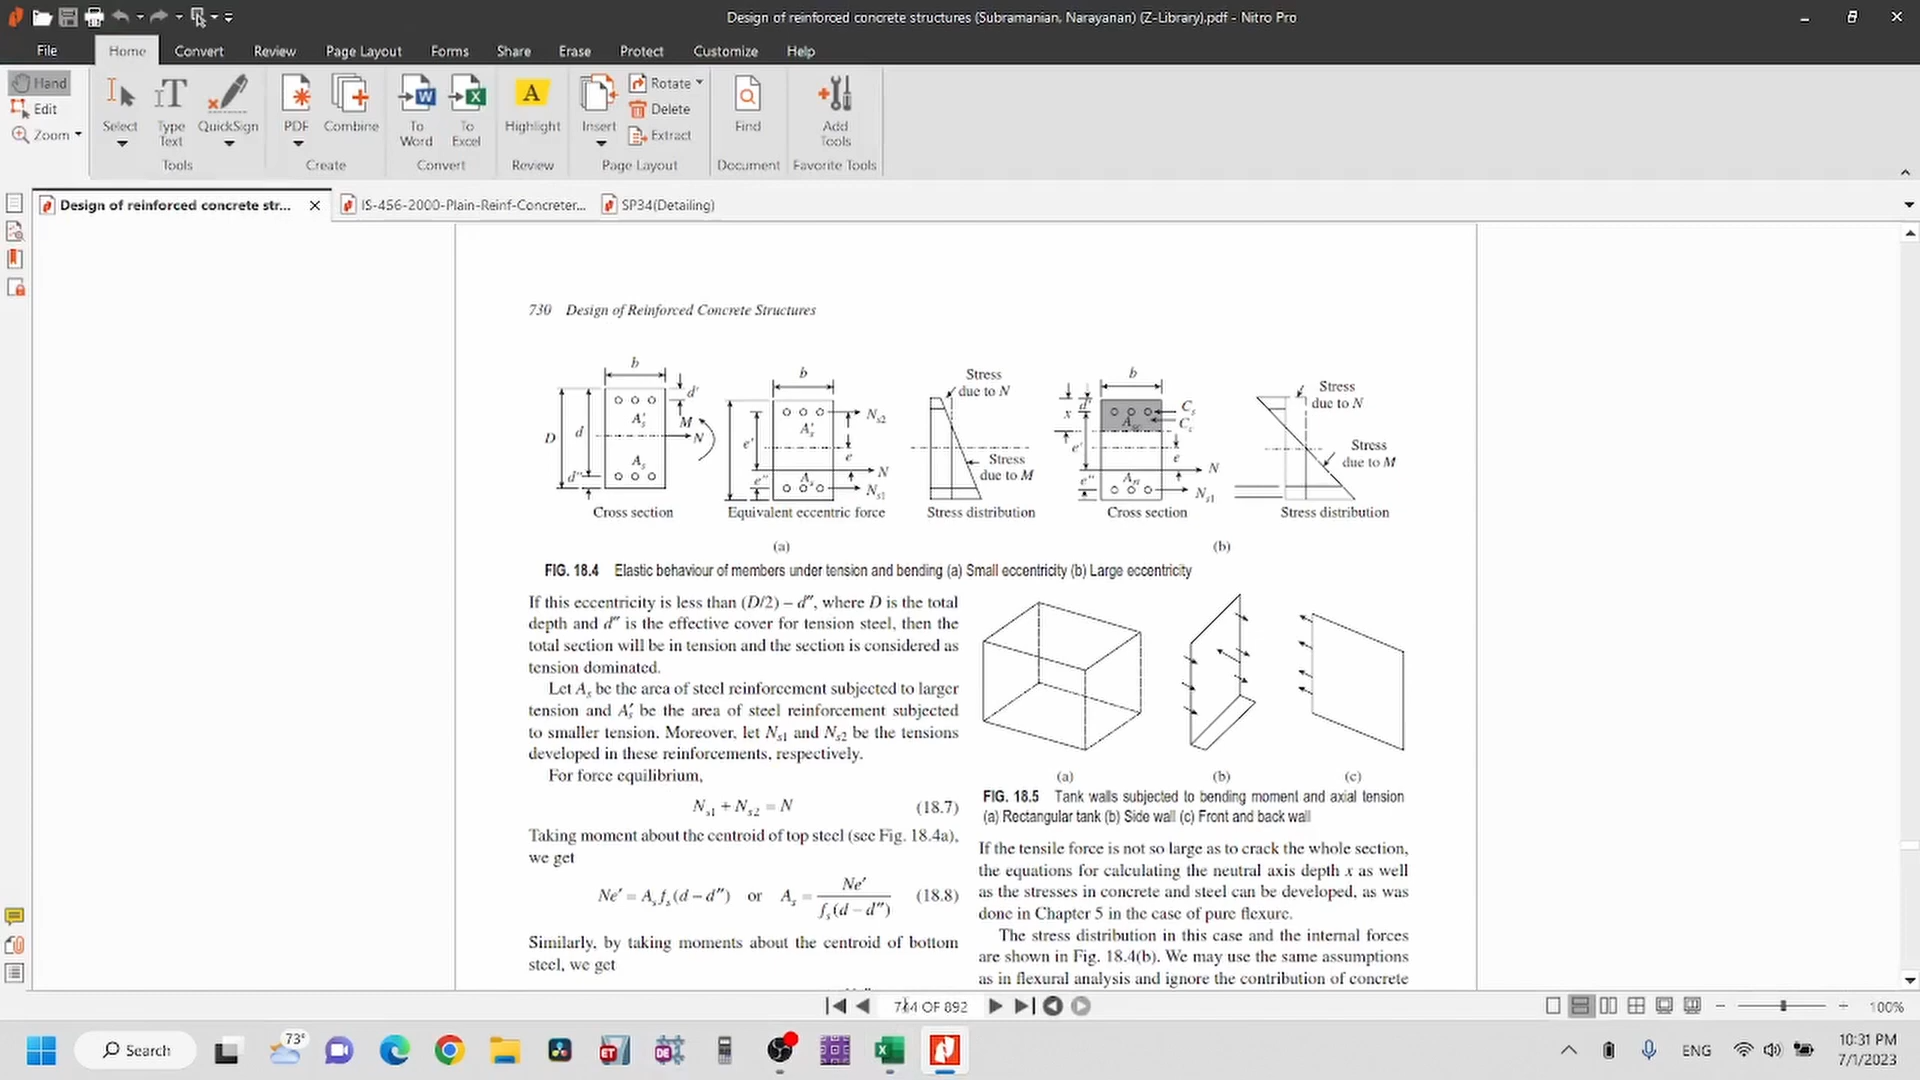 Design of reinforced concrete structures (Subramanian, Narayanan) (Z-Library).pdf - Nitro Pro
File Home Convert Review Page Layout Forms Share Erase Protect Customize Help
Hand
Edit
Zoom
Select
Type Text
QuickSign
Tools
PDF
Combine
Create
To Word
To Excel
Convert
Highlight
Review
Insert
Rotate
Delete
Extract
Page Layout
Find
Document
Add Tools
Favorite Tools
Design of reinforced concrete str...
IS-456-2000-Plain-Reinf-Concreter...
SP34(Detailing)
730 Design of Reinforced Concrete Structures
b
D
d
d'
d"
A's
As
M
N
Cross section
b
e'
e"
A's
As
Ns2
e
N
Ns1
Equivalent eccentric force
Stress due to N
Stress due to M
Stress distribution
b
x
d'
e'
e"
Cs
Cc
e
N
Ns1
Cross section
Stress due to N
Stress due to M
Stress distribution
(a)
(b)
FIG. 18.4 Elastic behaviour of members under tension and bending (a) Small eccentricity (b) Large eccentricity
If this eccentricity is less than (D/2) – d″, where D is the total
depth and d″ is the effective cover for tension steel, then the
total section will be in tension and the section is considered as
tension dominated.
Let As be the area of steel reinforcement subjected to larger
tension and A's be the area of steel reinforcement subjected
to smaller tension. Moreover, let Ns1 and Ns2 be the tensions
developed in these reinforcements, respectively.
For force equilibrium,
Ns1 + Ns2 = N (18.7)
Taking moment about the centroid of top steel (see Fig. 18.4a),
we get
Ne′ = As fs (d – d″) or As = Ne′ / fs (d – d″) (18.8)
Similarly, by taking moments about the centroid of bottom
steel, we get
(a) (b) (c)
FIG. 18.5 Tank walls subjected to bending moment and axial tension
(a) Rectangular tank (b) Side wall (c) Front and back wall
If the tensile force is not so large as to crack the whole section,
the equations for calculating the neutral axis depth x as well
as the stresses in concrete and steel can be developed, as was
done in Chapter 5 in the case of pure flexure.
The stress distribution in this case and the internal forces
are shown in Fig. 18.4(b). We may use the same assumptions
as in flexural analysis and ignore the contribution of concrete
OF 892
100%
Search
73°
ENG
10:31 PM
7/1/2023